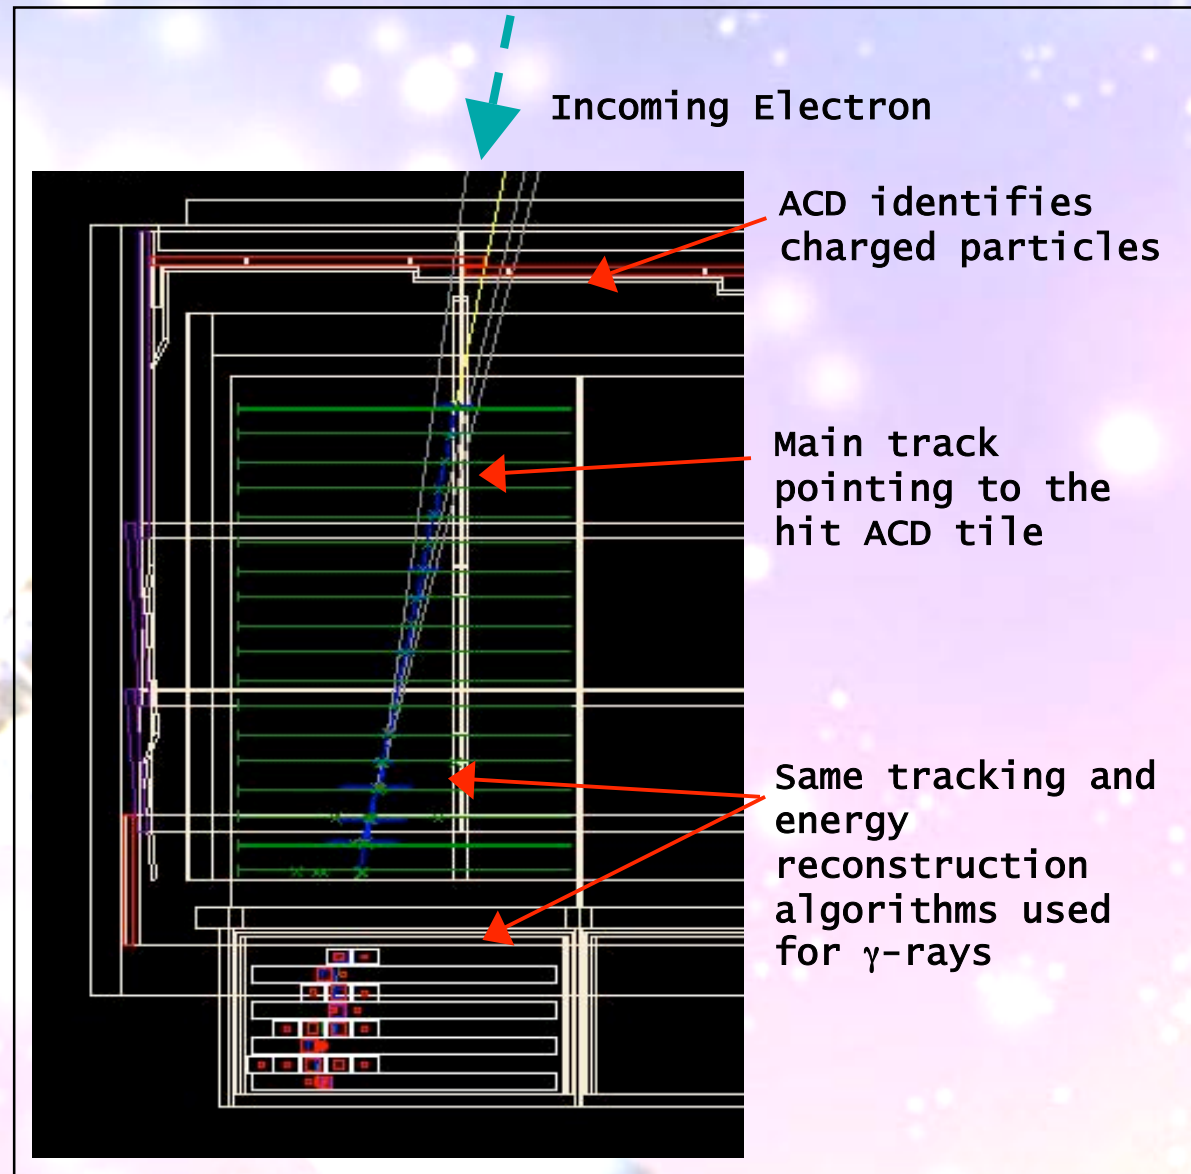 Incoming Electron
ACD identifies
charged particles
Main track
pointing to the
hit ACD tile
Same tracking and
energy
reconstruction
algorithms used
for γ-rays